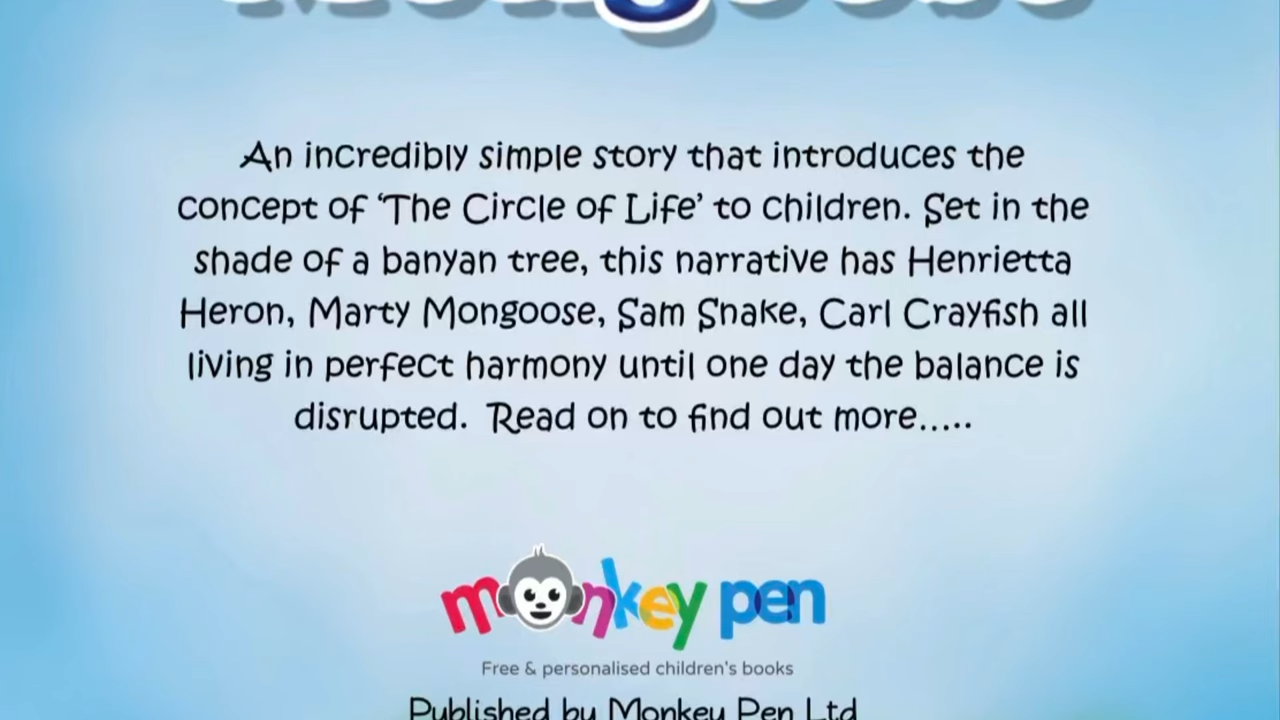 Mongoose
An incredibly simple story that introduces the
concept of ‘The Circle of Life’ to children. Set in the
shade of a banyan tree, this narrative has Henrietta
Heron, Marty Mongoose, Sam Snake, Carl Crayfish all
living in perfect harmony until one day the balance is
disrupted. Read on to find out more.....
monkey pen
Free & personalised children's books
Published by Monkey Pen Ltd